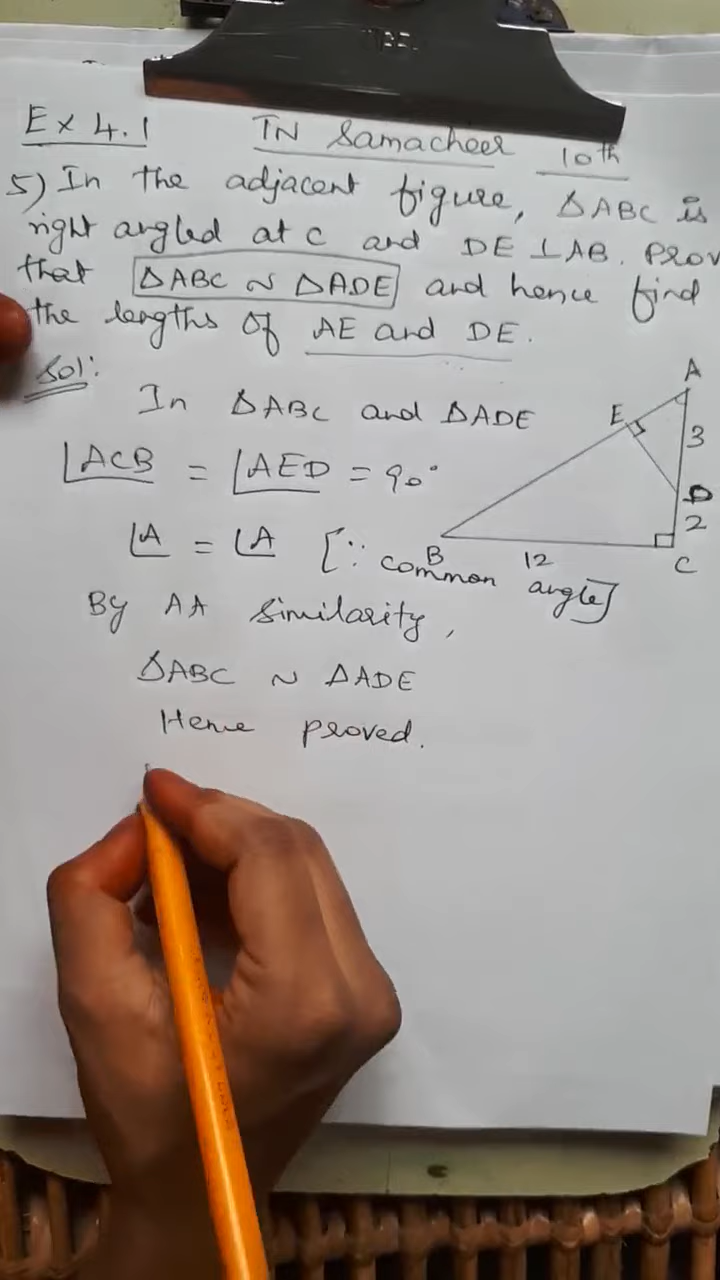 Ex 4.1 TN Samacheer 10th
5) In the adjacent figure, ΔABC is
right angled at C and DE ⊥ AB. Prov
that ΔABC ~ ΔADE and hence find
the lengths of AE and DE.
Sol:
In ΔABC and ΔADE
∠ACB = ∠AED = 90°
∠A = ∠A [∵ common angle]
By AA Similarity,
ΔABC ~ ΔADE
Hence proved.
A
E
3
D
2
B
12
C